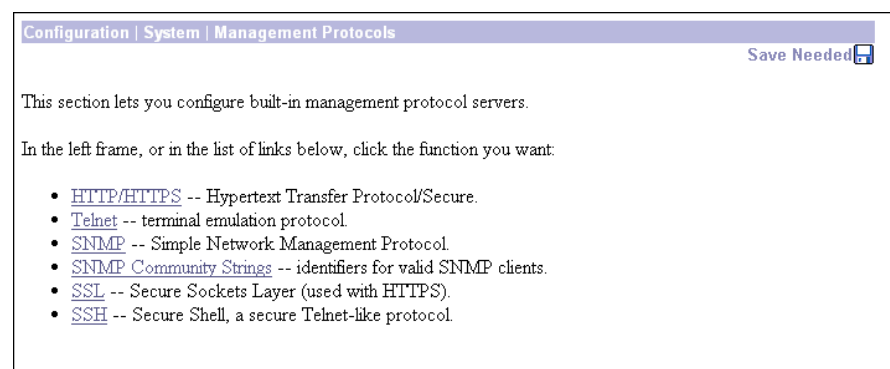 Configuration | System | Management Protocols
Save Needed
This section lets you configure built-in management protocol servers.
In the left frame, or in the list of links below, click the function you want:
• HTTP/HTTPS -- Hypertext Transfer Protocol/Secure.
• Telnet -- terminal emulation protocol.
• SNMP -- Simple Network Management Protocol.
• SNMP Community Strings -- identifiers for valid SNMP clients.
• SSL -- Secure Sockets Layer (used with HTTPS).
• SSH -- Secure Shell, a secure Telnet-like protocol.